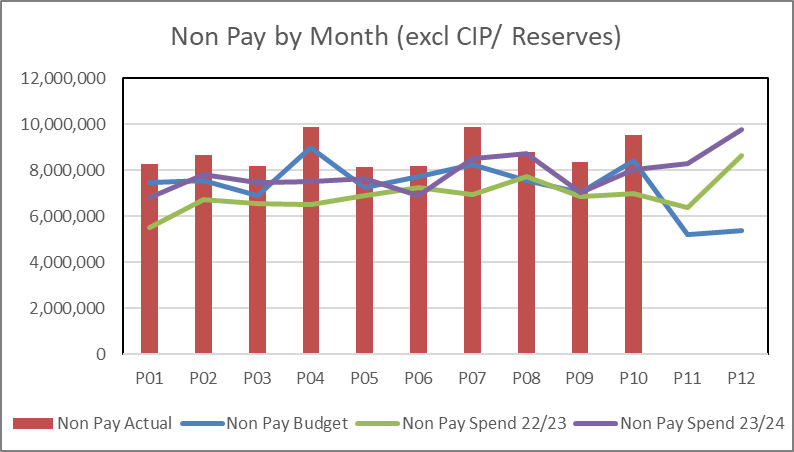 Non Pay by Month (excl CIP/ Reserves)
12,000,000
10,000,000
8,000,000
6,000,000
4,000,000
2,000,000
0
P01 P02 P03 P04 P05 P06 P07 P08 P09 P10 P11 P12
Non Pay Actual Non Pay Budget Non Pay Spend 22/23 Non Pay Spend 23/24